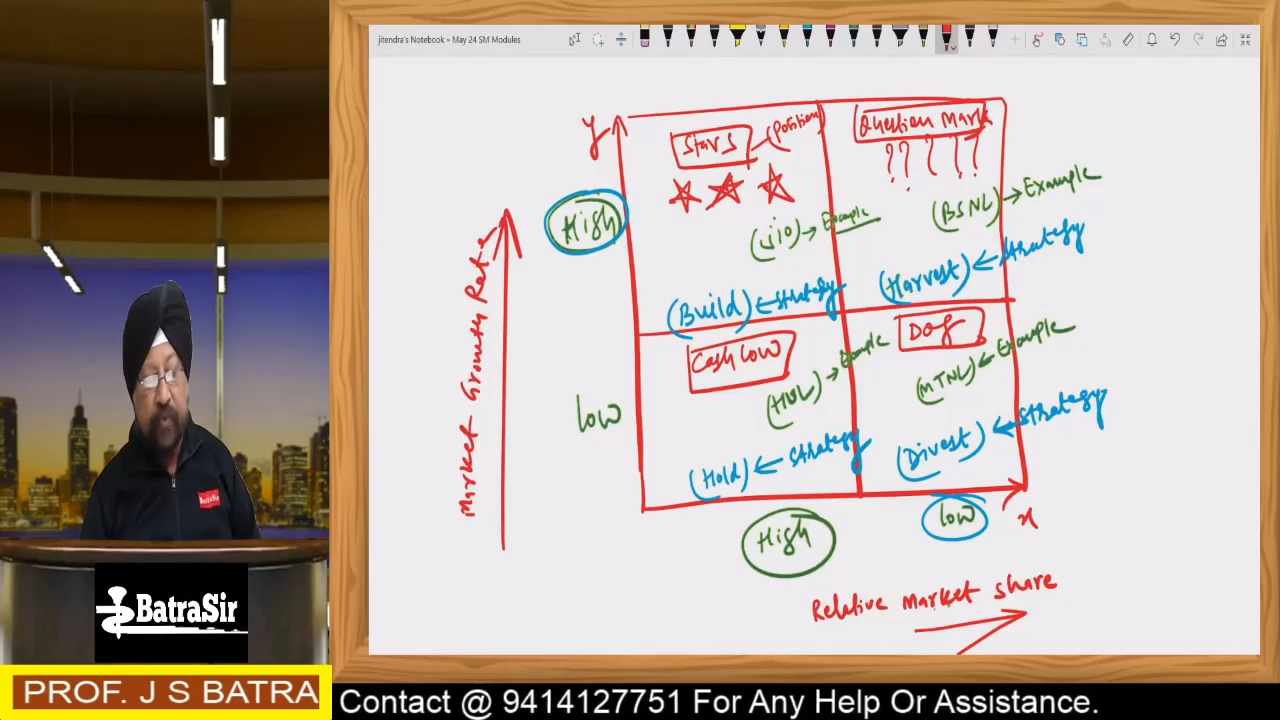 jitendra's Notebook » May 24 SM Modules
y
Stars
(Position)
Question Mark
? ? ? ? ?
High
(Jio) → Example
(BSNL) → Example
(Build) ← strategy
(Harvest) ← strategy
Market Growth Rate
Cash Cow
Dog
(HUL) → Example
(MTNL) ← Example
low
(Hold) ← strategy
(Divest) ← strategy
High
low
x
Relative market share
BatraSir
PROF. J S BATRA
Contact @ 9414127751 For Any Help Or Assistance.